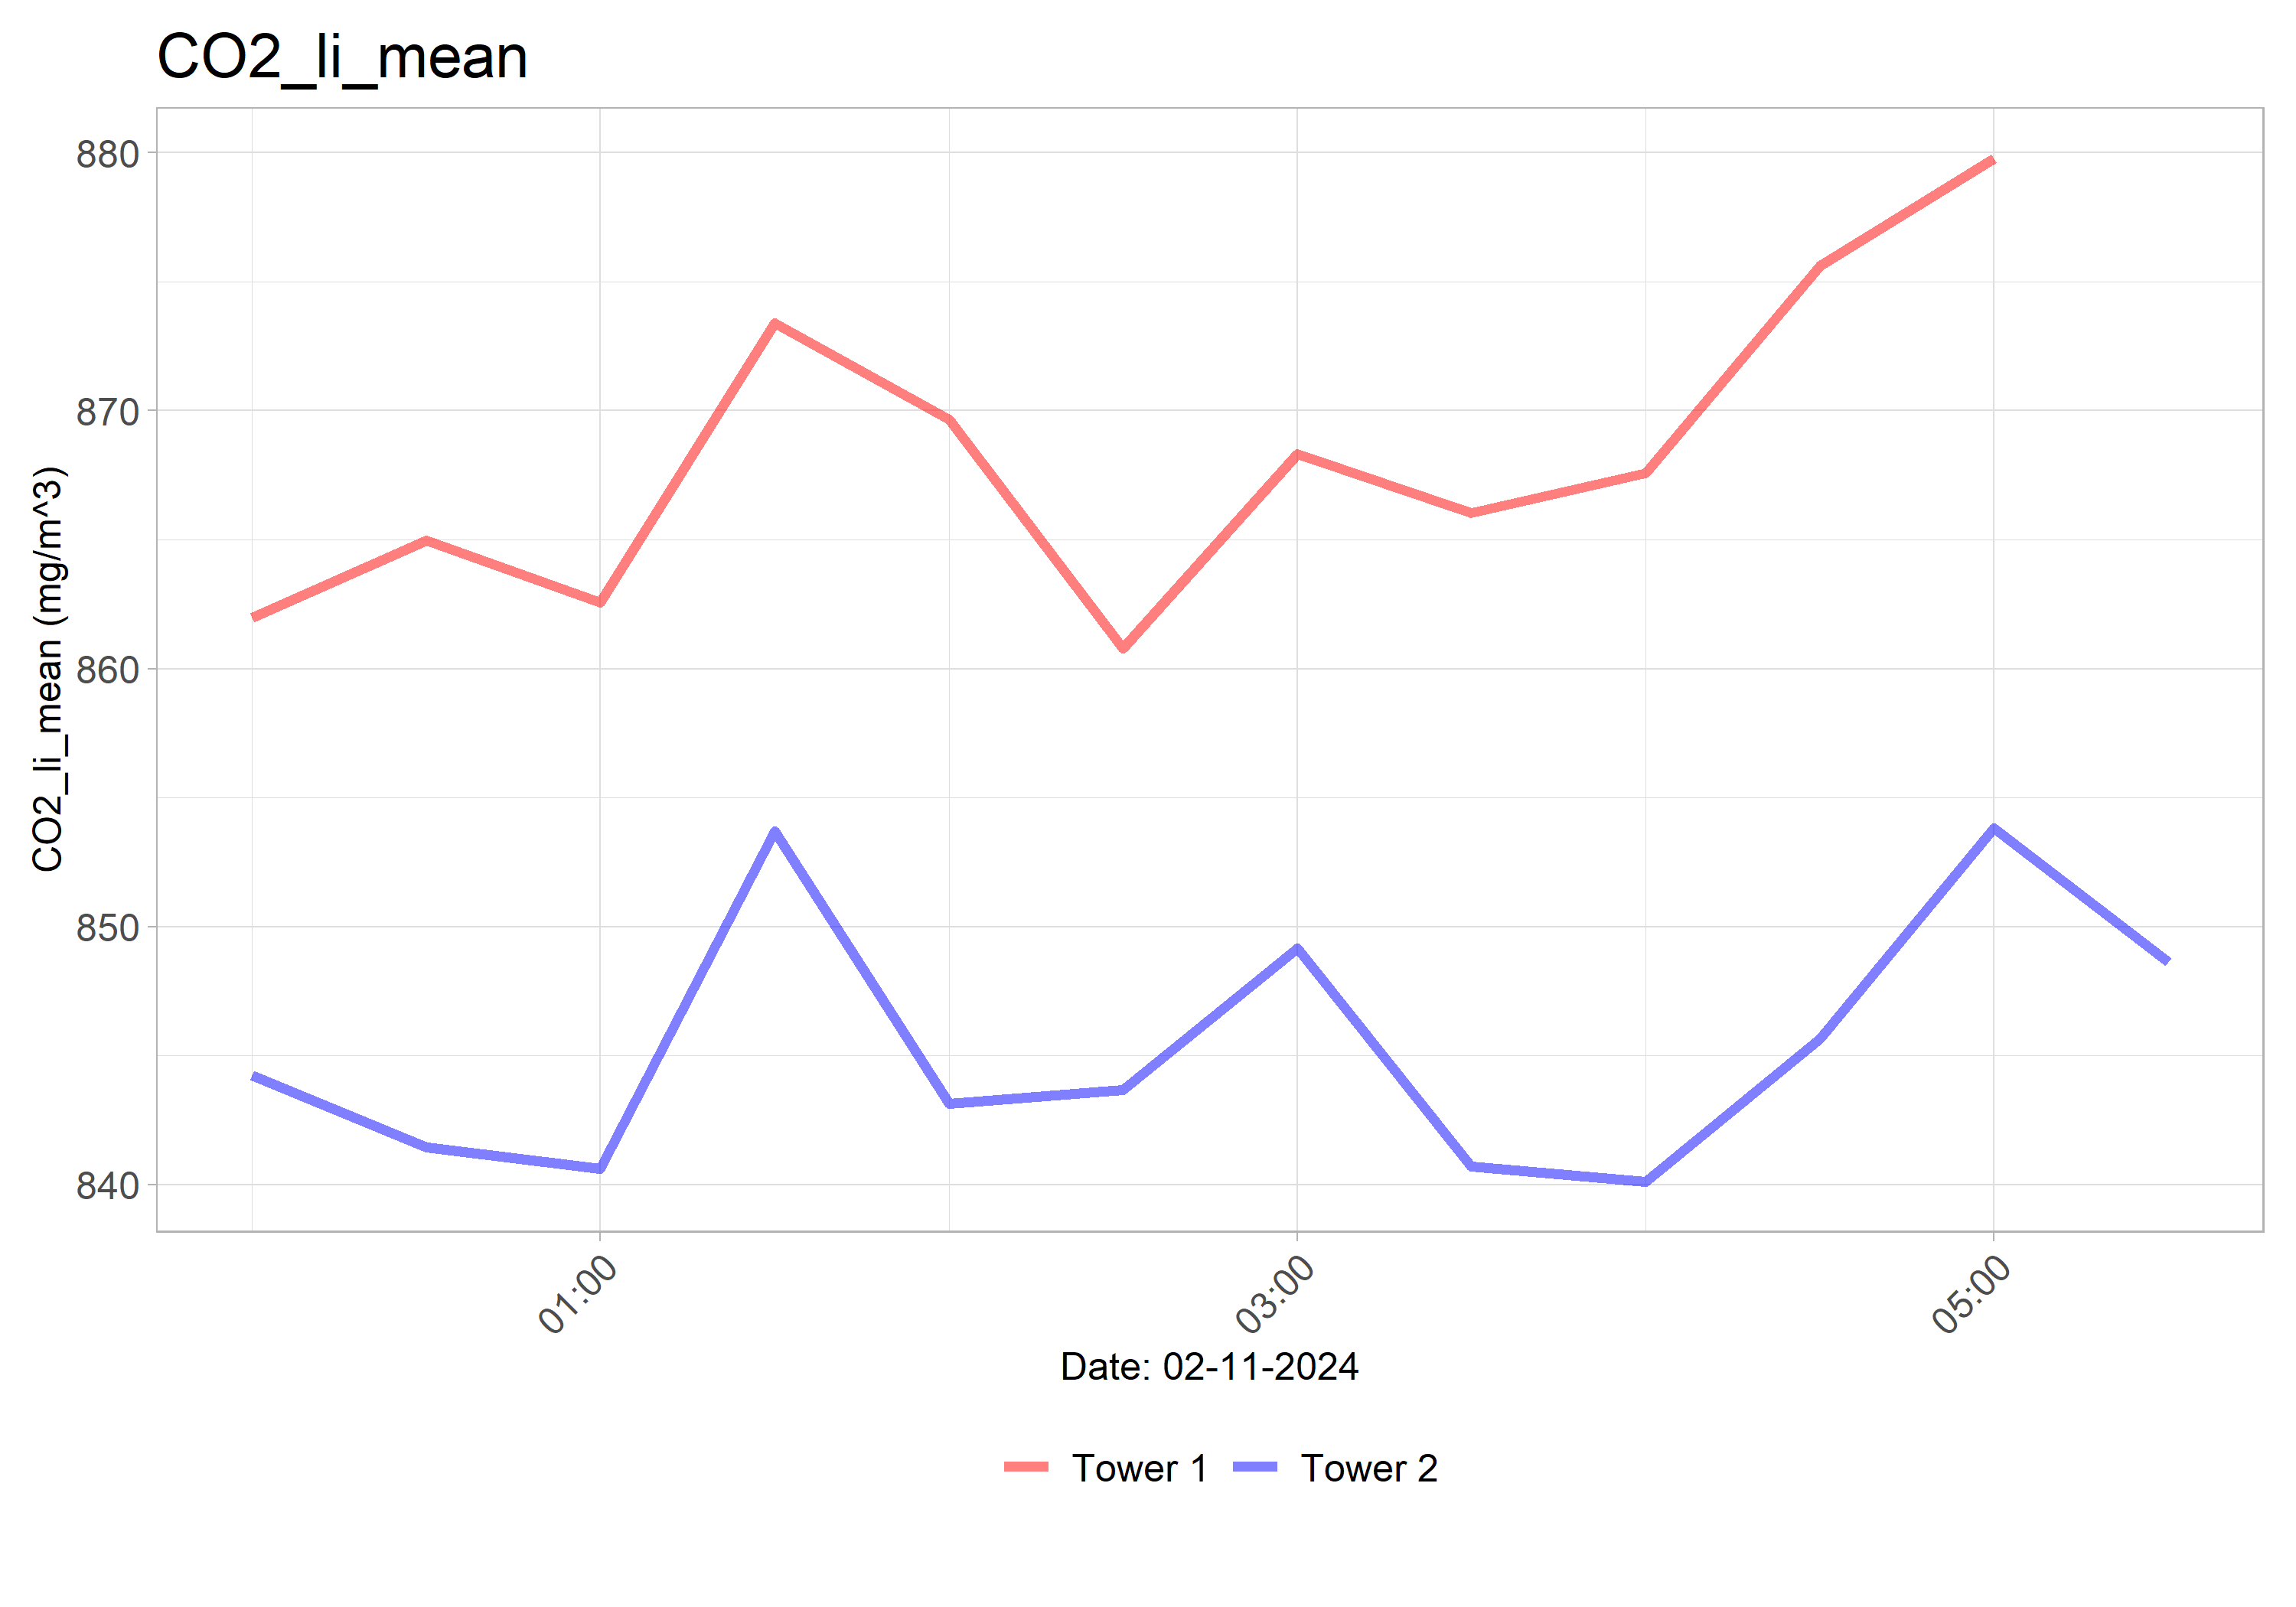 CO2_li_mean
CO2_li_mean (mg/m^3)
880
870
860
850
840
01:00
03:00
05:00
Date: 02-11-2024
Tower 1
Tower 2